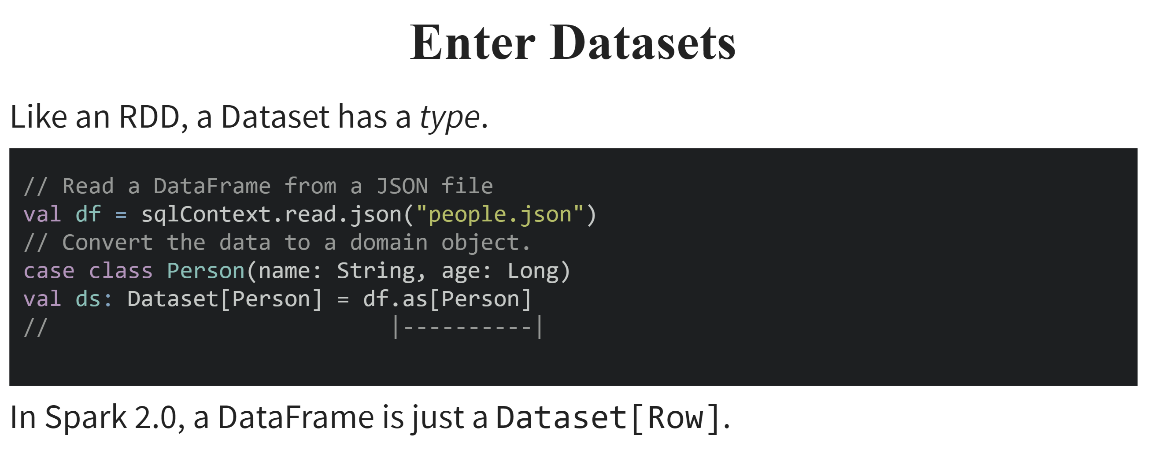 Enter Datasets
Like an RDD, a Dataset has a type.
// Read a DataFrame from a JSON file
val df = sqlContext.read.json("people.json")
// Convert the data to a domain object.
case class Person(name: String, age: Long)
val ds: Dataset[Person] = df.as[Person]
//                           |----------|
In Spark 2.0, a DataFrame is just a Dataset[Row].